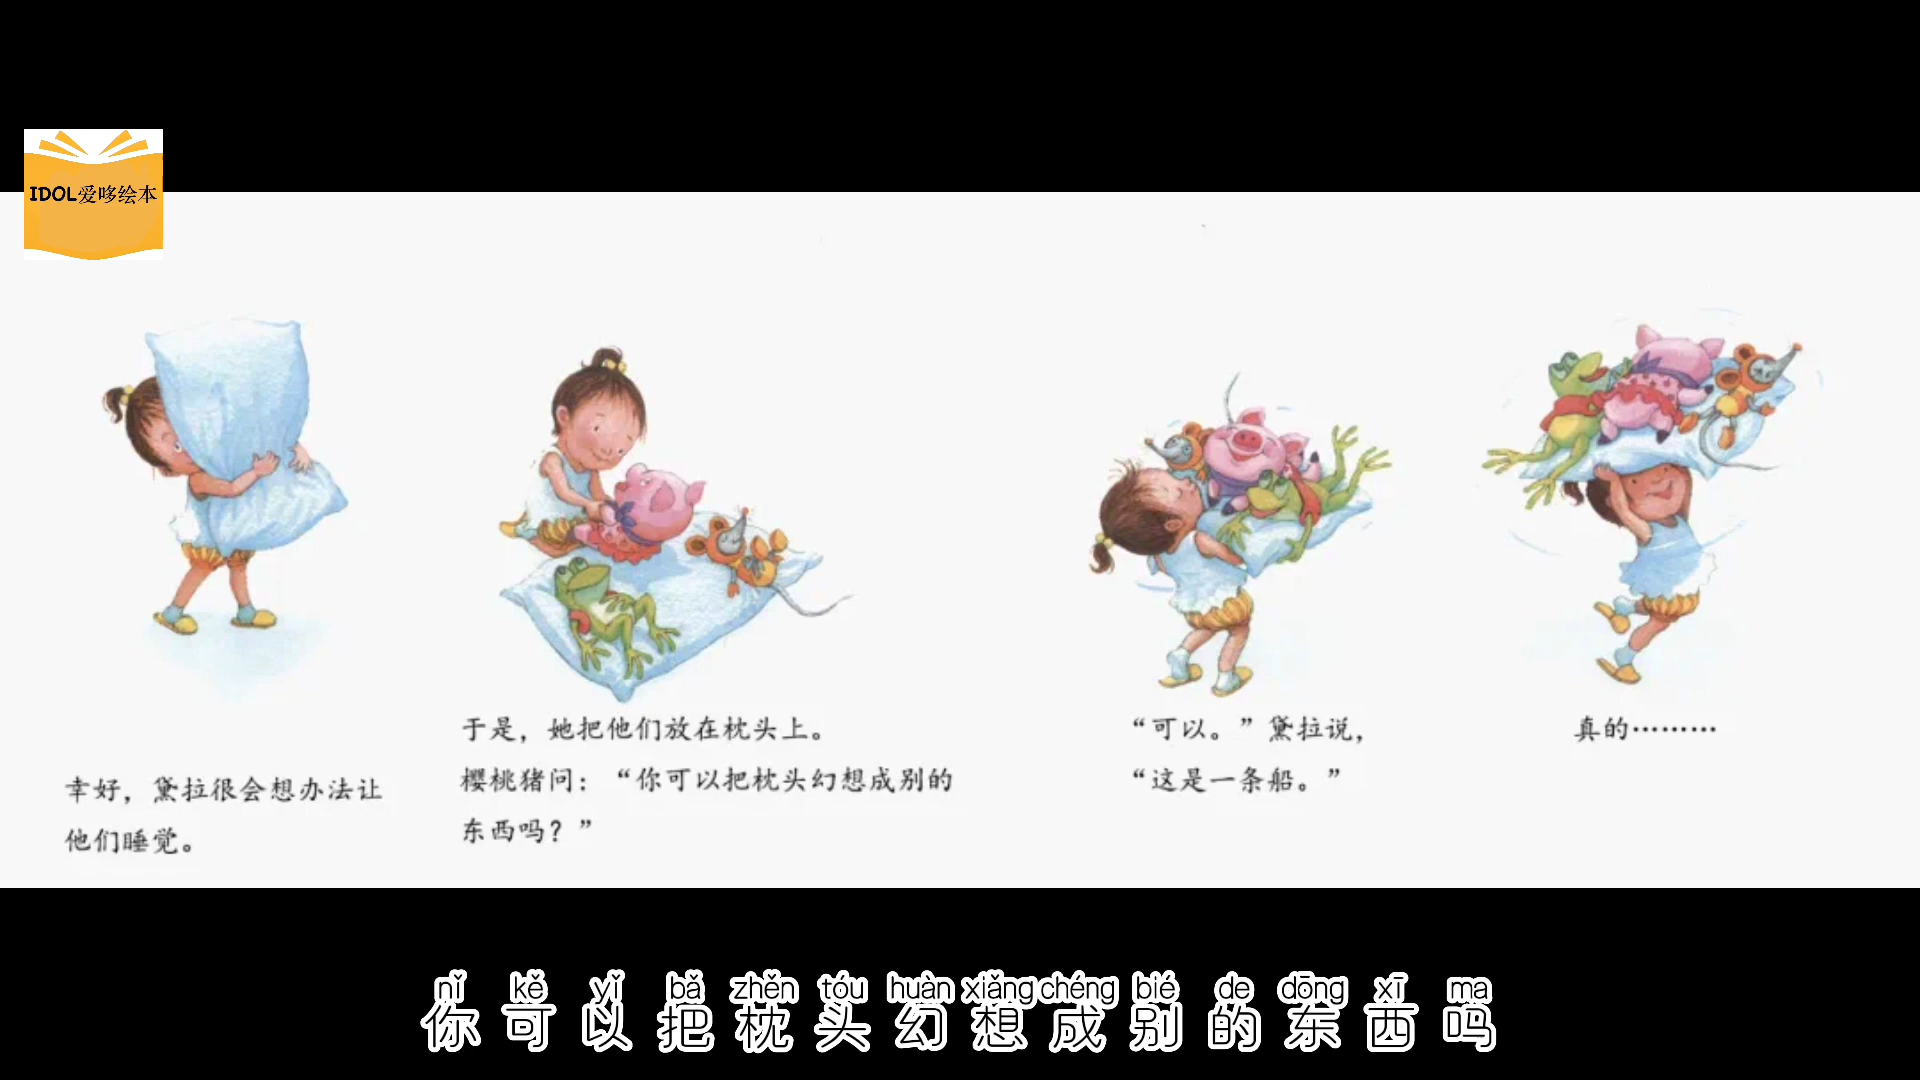 IDOL爱哆绘本
幸好，黛拉很会想办法让
他们睡觉。
于是，她把他们放在枕头上。
樱桃猪问：“你可以把枕头幻想成别的
东西吗？”
“可以。”黛拉说，
“这是一条船。”
真的………
nǐ kě yǐ bǎ zhěn tóu huàn xiǎng chéng bié de dōng xī ma
你可以把枕头幻想成别的东西吗